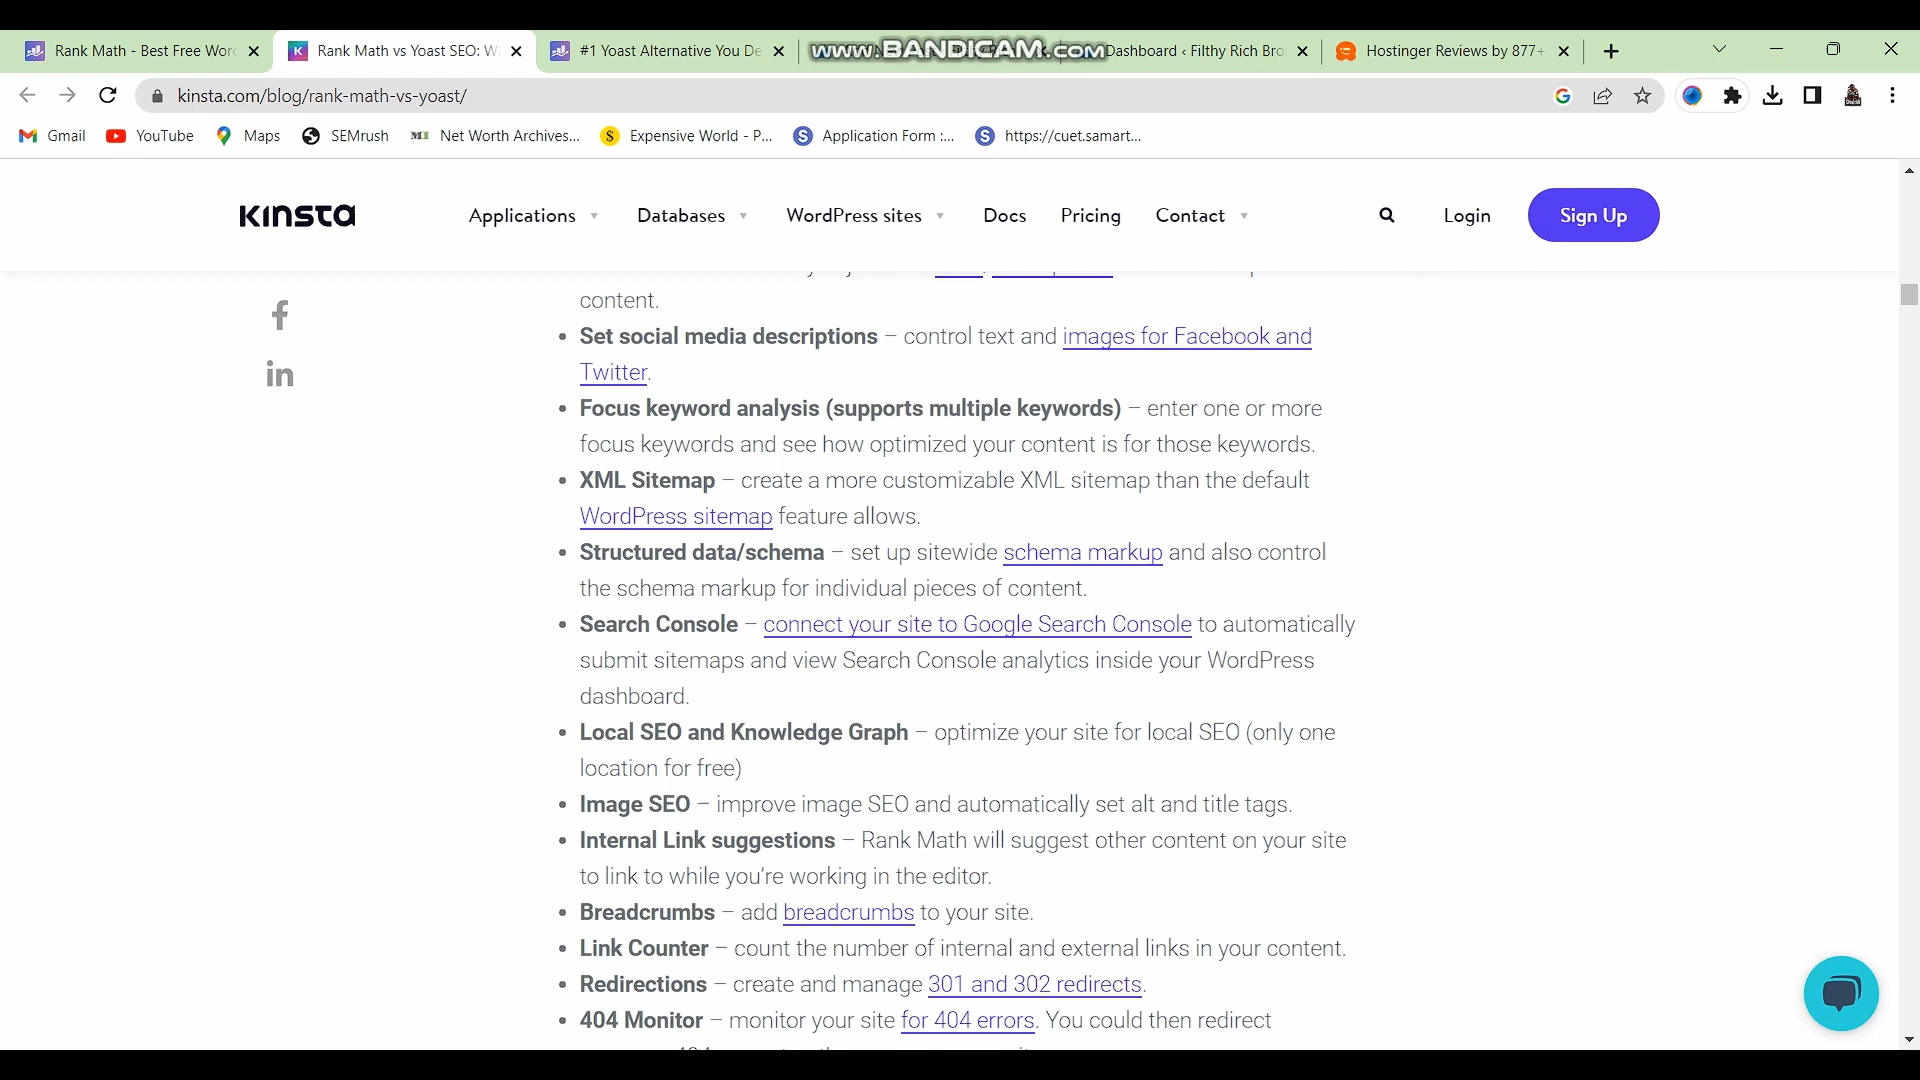 Rank Math - Best Free Wor
Rank Math vs Yoast SEO: W
#1 Yoast Alternative You De
www.BANDICAM.com
Dashboard ‹ Filthy Rich Bro
Hostinger Reviews by 877+
kinsta.com/blog/rank-math-vs-yoast/
Gmail
YouTube
Maps
SEMrush
Net Worth Archives...
Expensive World - P...
Application Form :...
https://cuet.samart...
KINSTA
Applications
Databases
WordPress sites
Docs
Pricing
Contact
Login
Sign Up
content.
Set social media descriptions – control text and images for Facebook and
Twitter.
Focus keyword analysis (supports multiple keywords) – enter one or more
focus keywords and see how optimized your content is for those keywords.
XML Sitemap – create a more customizable XML sitemap than the default
WordPress sitemap feature allows.
Structured data/schema – set up sitewide schema markup and also control
the schema markup for individual pieces of content.
Search Console – connect your site to Google Search Console to automatically
submit sitemaps and view Search Console analytics inside your WordPress
dashboard.
Local SEO and Knowledge Graph – optimize your site for local SEO (only one
location for free)
Image SEO – improve image SEO and automatically set alt and title tags.
Internal Link suggestions – Rank Math will suggest other content on your site
to link to while you’re working in the editor.
Breadcrumbs – add breadcrumbs to your site.
Link Counter – count the number of internal and external links in your content.
Redirections – create and manage 301 and 302 redirects.
404 Monitor – monitor your site for 404 errors. You could then redirect